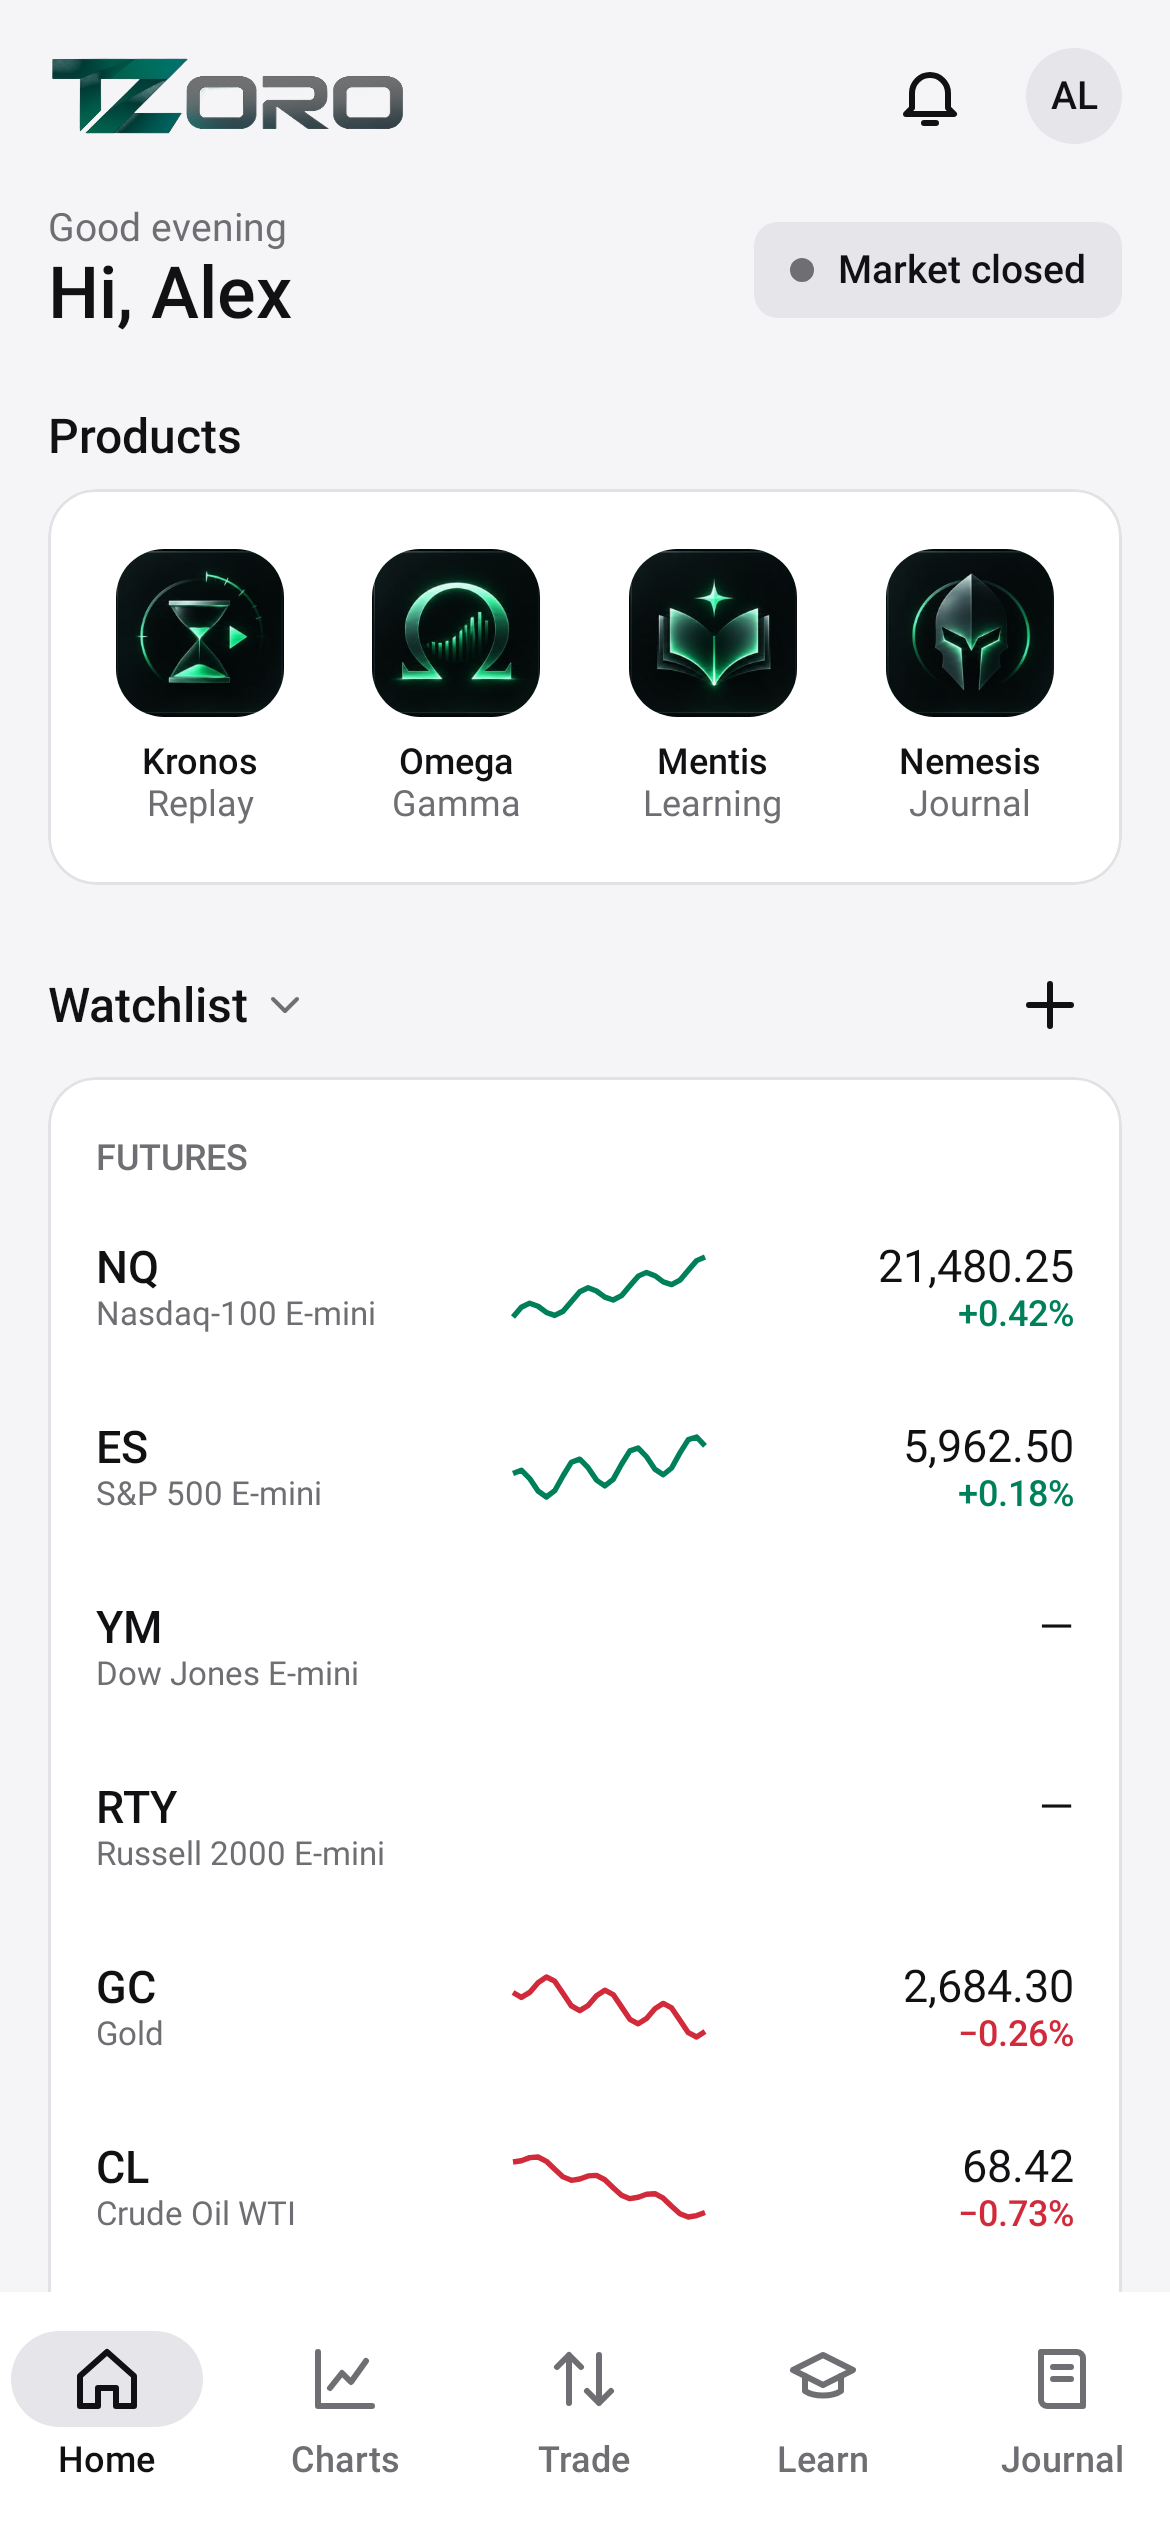 TZORO
AL
Good evening
Hi, Alex
Market closed
Products
Kronos
Replay
Omega
Gamma
Mentis
Learning
Nemesis
Journal
Watchlist
FUTURES
NQ
Nasdaq-100 E-mini
21,480.25
+0.42%
ES
S&P 500 E-mini
5,962.50
+0.18%
YM
Dow Jones E-mini
—
RTY
Russell 2000 E-mini
—
GC
Gold
2,684.30
−0.26%
CL
Crude Oil WTI
68.42
−0.73%
Home
Charts
Trade
Learn
Journal